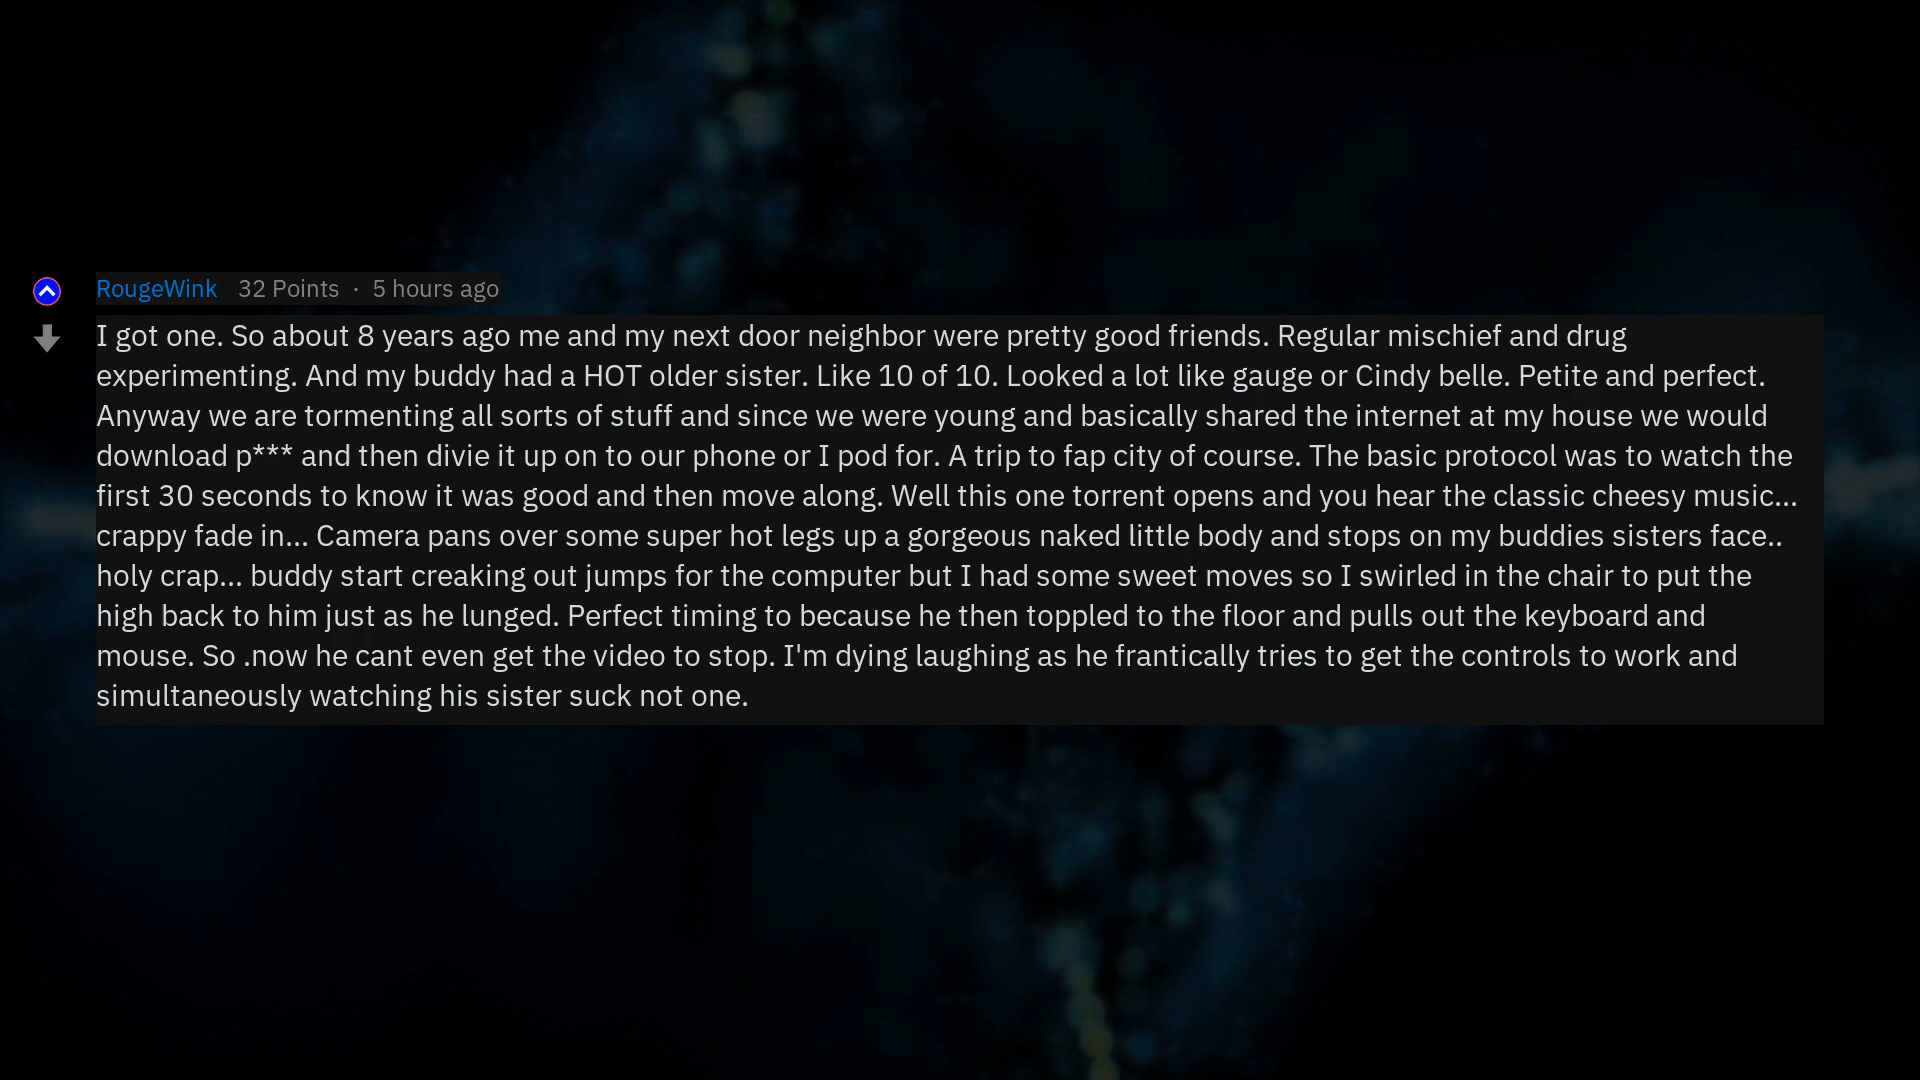 RougeWink 32 Points · 5 hours ago
I got one. So about 8 years ago me and my next door neighbor were pretty good friends. Regular mischief and drug
experimenting. And my buddy had a HOT older sister. Like 10 of 10. Looked a lot like gauge or Cindy belle. Petite and perfect.
Anyway we are tormenting all sorts of stuff and since we were young and basically shared the internet at my house we would
download p*** and then divie it up on to our phone or I pod for. A trip to fap city of course. The basic protocol was to watch the
first 30 seconds to know it was good and then move along. Well this one torrent opens and you hear the classic cheesy music...
crappy fade in... Camera pans over some super hot legs up a gorgeous naked little body and stops on my buddies sisters face..
holy crap... buddy start creaking out jumps for the computer but I had some sweet moves so I swirled in the chair to put the
high back to him just as he lunged. Perfect timing to because he then toppled to the floor and pulls out the keyboard and
mouse. So .now he cant even get the video to stop. I'm dying laughing as he frantically tries to get the controls to work and
simultaneously watching his sister suck not one.